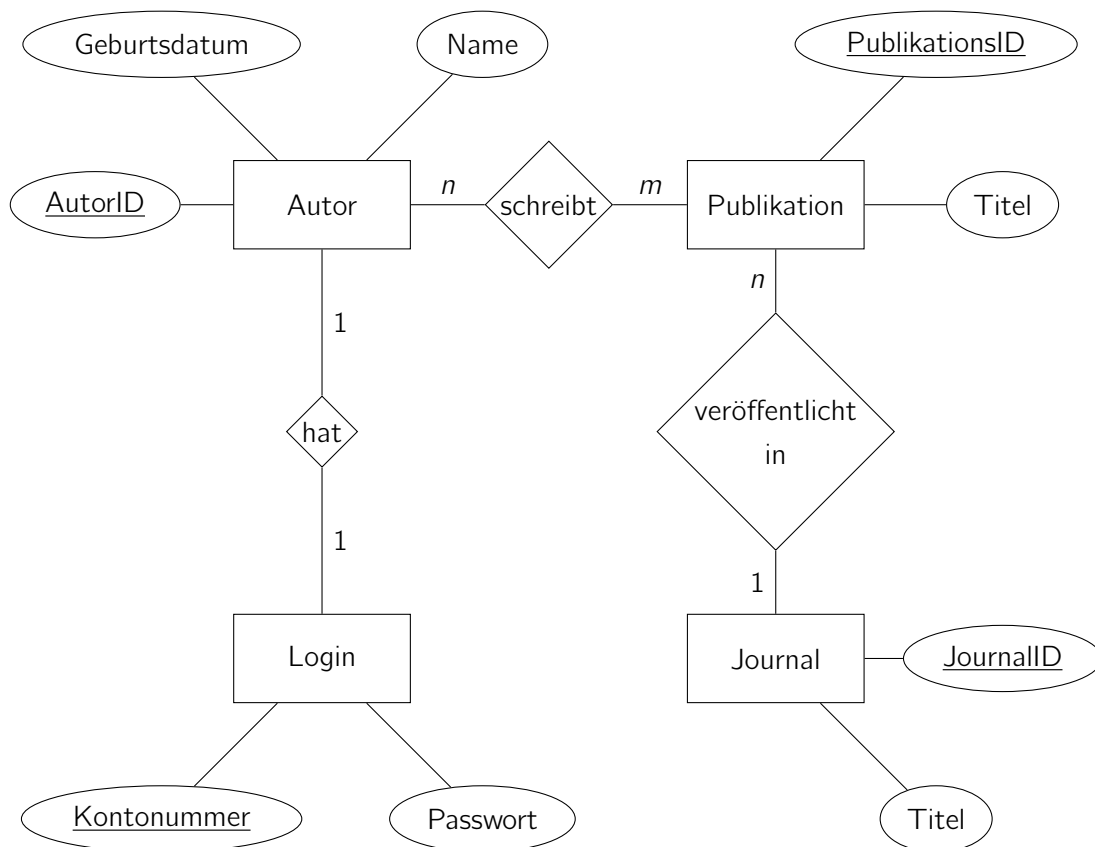 Geburtsdatum
Name
PublikationsID
AutorID
Autor
n
schreibt
m
Publikation
Titel
n
1
veröffentlicht
in
hat
1
1
Login
Journal
JournalID
Kontonummer
Passwort
Titel